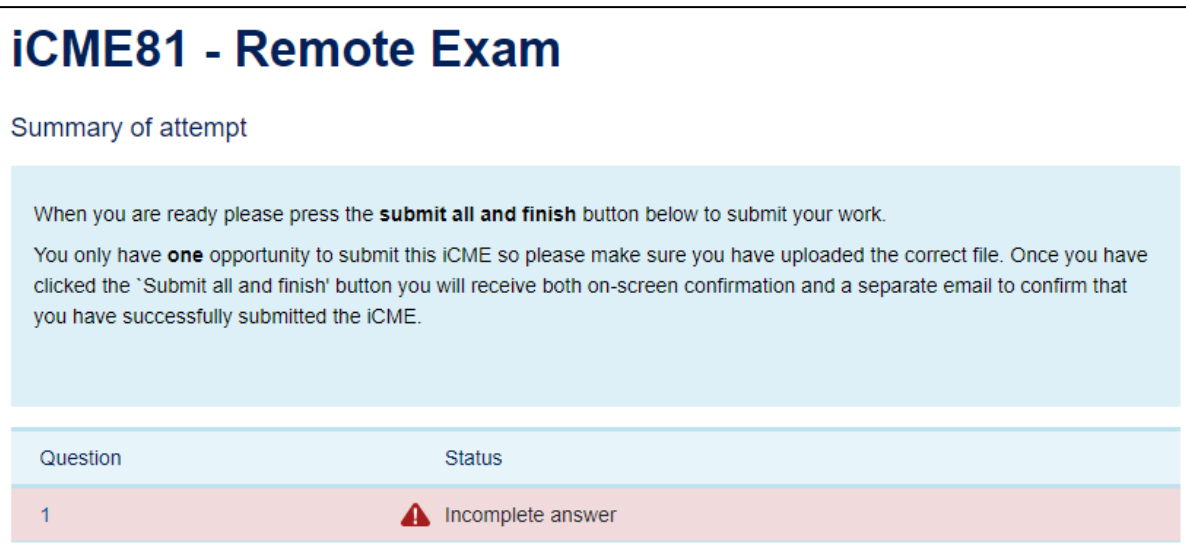 iCME81 - Remote Exam
Summary of attempt
When you are ready please press the submit all and finish button below to submit your work.
You only have one opportunity to submit this iCME so please make sure you have uploaded the correct file. Once you have
clicked the `Submit all and finish' button you will receive both on-screen confirmation and a separate email to confirm that
you have successfully submitted the iCME.
Question Status
1 Incomplete answer